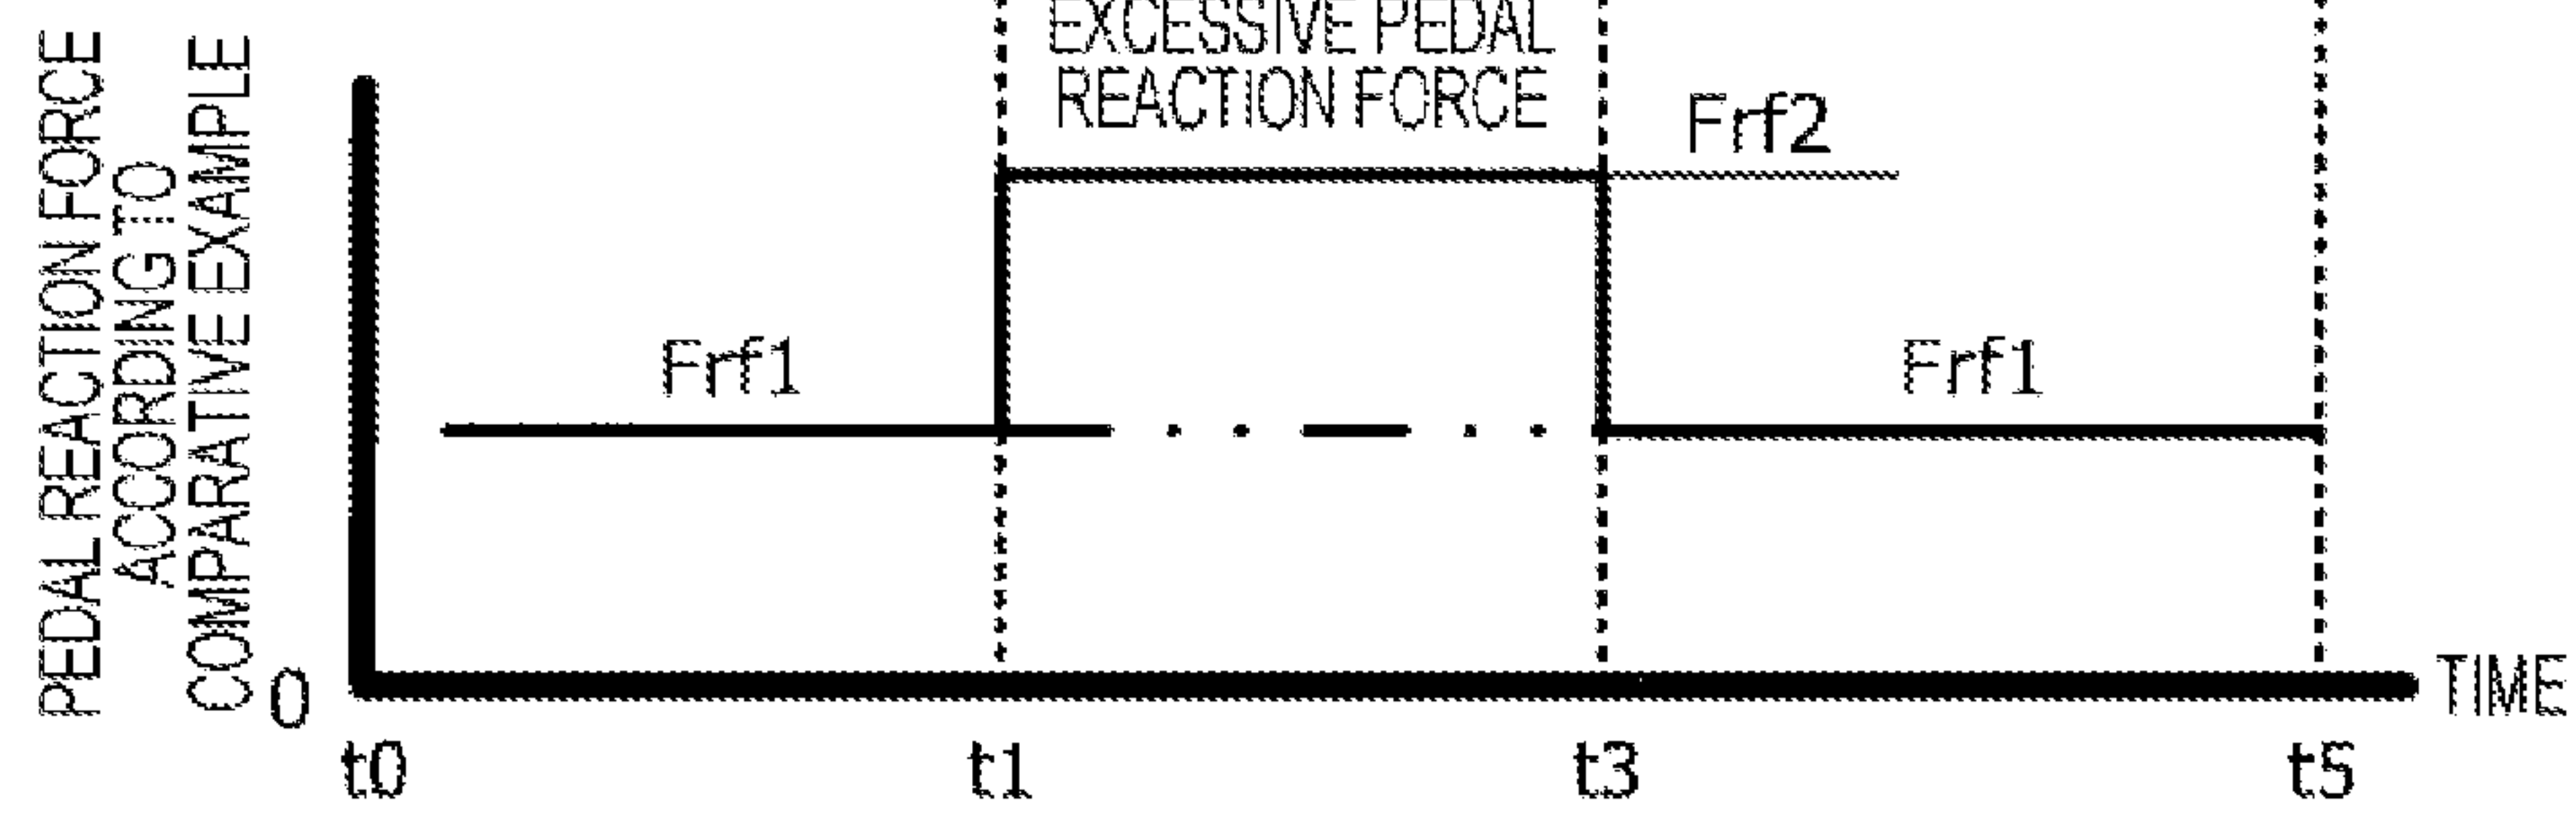 PEDAL REACTION FORCE
ACCORDING TO
COMPARATIVE EXAMPLE
EXCESSIVE PEDAL
REACTION FORCE
Frf2
Frf1
Frf1
0
TIME
t0
t1
t3
t5